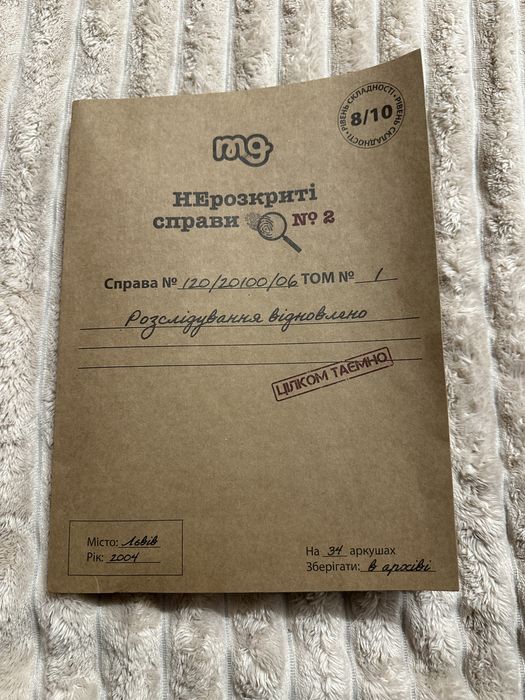 РІВЕНЬ СКЛАДНОСТІ • РІВЕНЬ СКЛАДНОСТІ •
8/10
mg
НЕрозкриті
справи № 2
Справа № 120/20100/06 ТОМ № 1
Розслідування відновлено
ЦІЛКОМ ТАЄМНО
Місто: Львів
Рік: 2004
На 34 аркушах
Зберігати: в архіві